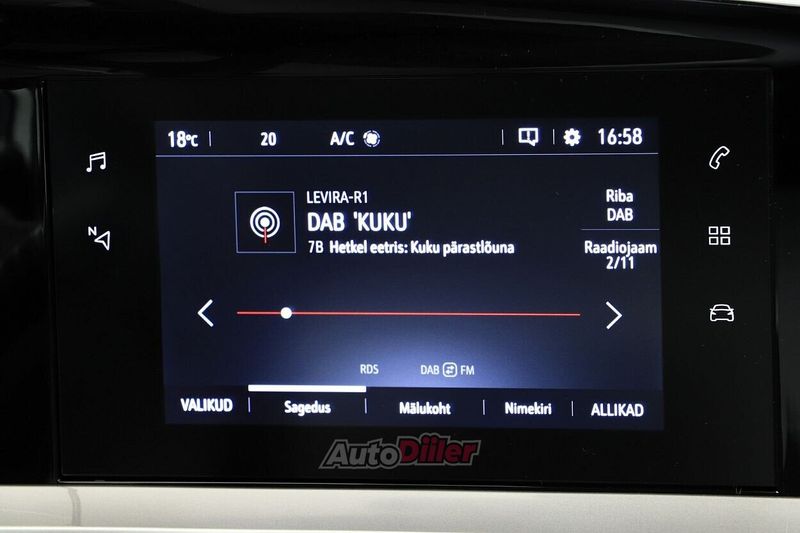 18°C 20 A/C 16:58
LEVIRA-R1
DAB 'KUKU'
7B Hetkel eetris: Kuku pärastlõuna
Riba
DAB
Raadiojaam
2/11
N
RDS DAB FM
VALIKUD Sagedus Mälukoht Nimekiri ALLIKAD
AutoDiiler